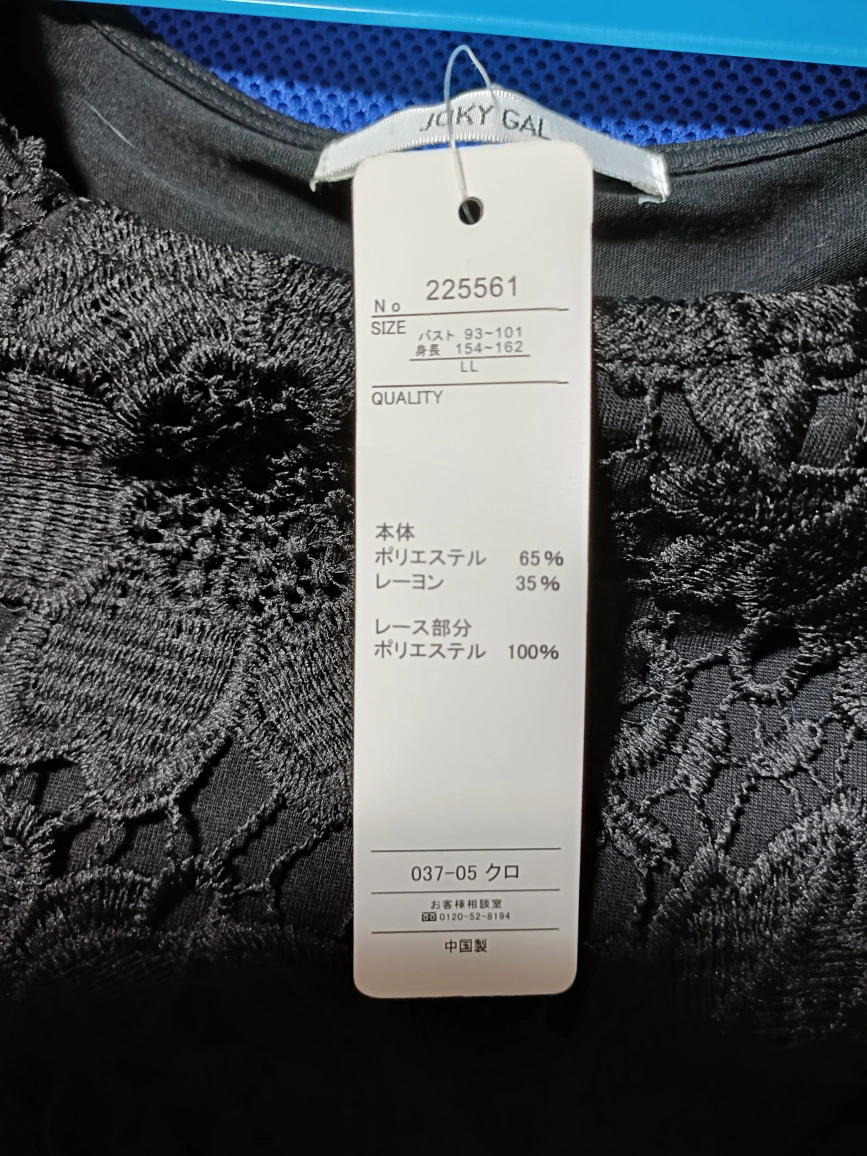 JOKY GAL
No 225561
SIZE
バスト 93~101
身長 154~162
LL
QUALITY
本体
ポリエステル 65%
レーヨン 35%
レース部分
ポリエステル 100%
037-05 クロ
お客様相談室
0120-52-8194
中国製